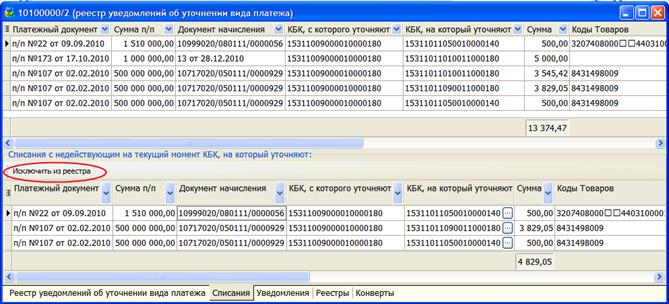 10100000/2 (реестр уведомлений об уточнении вида платежа)
Платежный документ Сумма п/п Документ начисления КБК, с которого уточняют КБК, на который уточняют Сумма Коды Товаров
п/п №22 от 09.09.2010 1 510 000,00 10999020/080111/0000056 15311009000010000180 15311011050010000140 500,00 3207408000□□4403100
п/п №173 от 17.10.2010 1 000 000,00 13 от 28.12.2010 15311009000010000180 15311011010011000180 5 000,00
п/п №107 от 02.02.2010 500 000 000,00 10717020/050111/0000929 15311009000010000180 15311011010011000180 3 545,42 8431498009
п/п №107 от 02.02.2010 500 000 000,00 10717020/050111/0000929 15311009000010000180 15311011050010000180 3 829,05 8431498009
п/п №107 от 02.02.2010 500 000 000,00 10717020/050111/0000929 15311009000010000180 15311011050010000140 500,00 8431498009
13 374,47
Списания с недействующим на текущий момент КБК, на который уточняют:
Исключить из реестра
Платежный документ Сумма п/п Документ начисления КБК, с которого уточняют КБК, на который уточняют Сумма Коды Товаров
п/п №22 от 09.09.2010 1 510 000,00 10999020/080111/0000056 15311009000010000180 15311011050010000140 ... 500,00 3207408000□□440310000
п/п №107 от 02.02.2010 500 000 000,00 10717020/050111/0000929 15311009000010000180 15311011050010000180 ... 3 829,05 8431498009
п/п №107 от 02.02.2010 500 000 000,00 10717020/050111/0000929 15311009000010000180 15311011050010000140 ... 500,00 8431498009
4 829,05
Реестр уведомлений об уточнении вида платежа Списания Уведомления Реестры Конверты